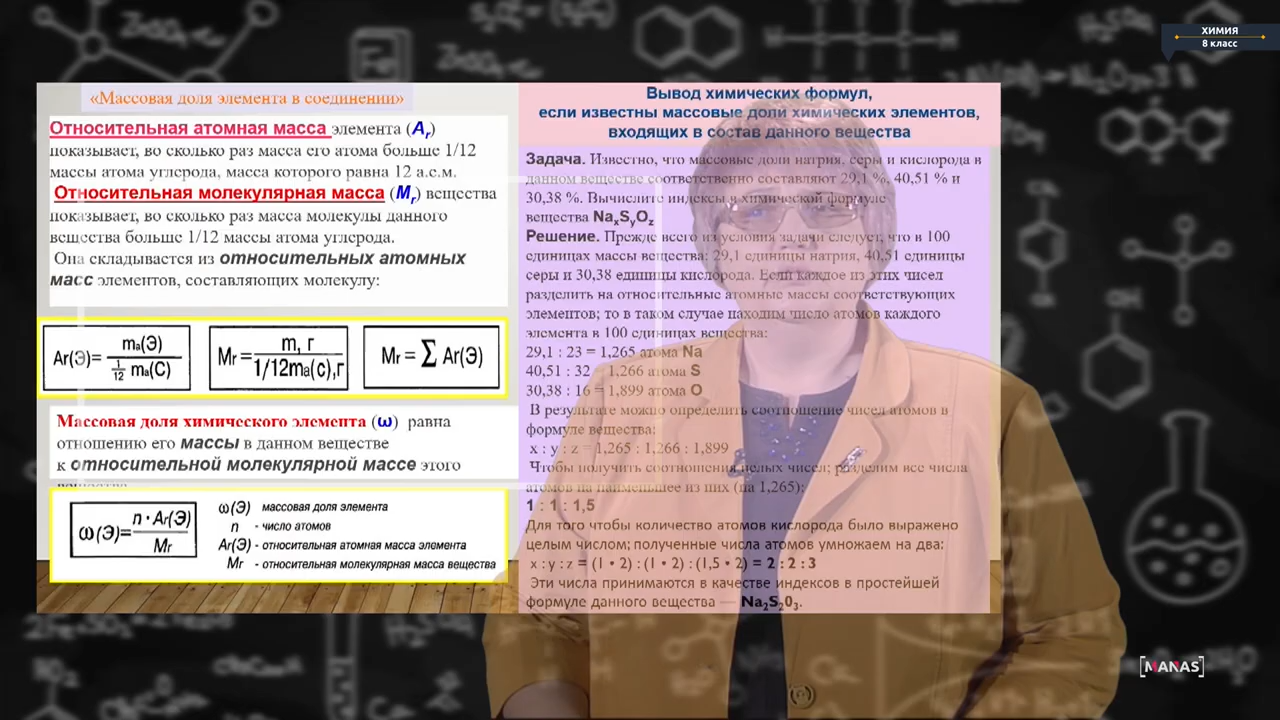 ХИМИЯ
8 класс
«Массовая доля элемента в соединении»
Относительная атомная масса элемента (Ar)
показывает, во сколько раз масса его атома больше 1/12
массы атома углерода, масса которого равна 12 а.е.м.
Относительная молекулярная масса (Mr) вещества
показывает, во сколько раз масса молекулы данного
вещества больше 1/12 массы атома углерода.
Она складывается из относительных атомных
масс элементов, составляющих молекулу:
Ar(Э)= mа(Э) / 1/12 mа(C)
Mr = m, г / 1/12mа(с),г
Mr = ∑ Ar(Э)
Массовая доля химического элемента (ω) равна
отношению его массы в данном веществе
к относительной молекулярной массе этого
вещества
ω(Э)= n·Ar(Э) / Mr
ω(Э) массовая доля элемента
n - число атомов
Ar(Э) - относительная атомная масса элемента
Mr - относительная молекулярная масса вещества
Вывод химических формул,
если известны массовые доли химических элементов,
входящих в состав данного вещества
Задача. Известно, что массовые доли натрия, серы и кислорода в
данном веществе соответственно составляют 29,1 %, 40,51 % и
30,38 %. Вычислите индексы в химической формуле
вещества NaxSyOz
Решение. Прежде всего из условия задачи следует, что в 100
единицах массы вещества: 29,1 единицы натрия, 40,51 единицы
серы и 30,38 единицы кислорода. Если каждое из этих чисел
разделить на относительные атомные массы соответствующих
элементов; то в таком случае находим число атомов каждого
элемента в 100 единицах вещества:
29,1 : 23 = 1,265 атома Na
40,51 : 32 = 1,266 атома S
30,38 : 16 = 1,899 атома O
В результате можно определить соотношение чисел атомов в
формуле вещества:
x : y : z = 1,265 : 1,266 : 1,899
Чтобы получить соотношения целых чисел; разделим все числа
атомов на наименьшее из них (на 1,265):
1 : 1 : 1,5
Для того чтобы количество атомов кислорода было выражено
целым числом; полученные числа атомов умножаем на два:
x : y : z = (1 • 2) : (1 • 2) : (1,5 • 2) = 2 : 2 : 3
Эти числа принимаются в качестве индексов в простейшей
формуле данного вещества — Na2S203.
[MANAS]